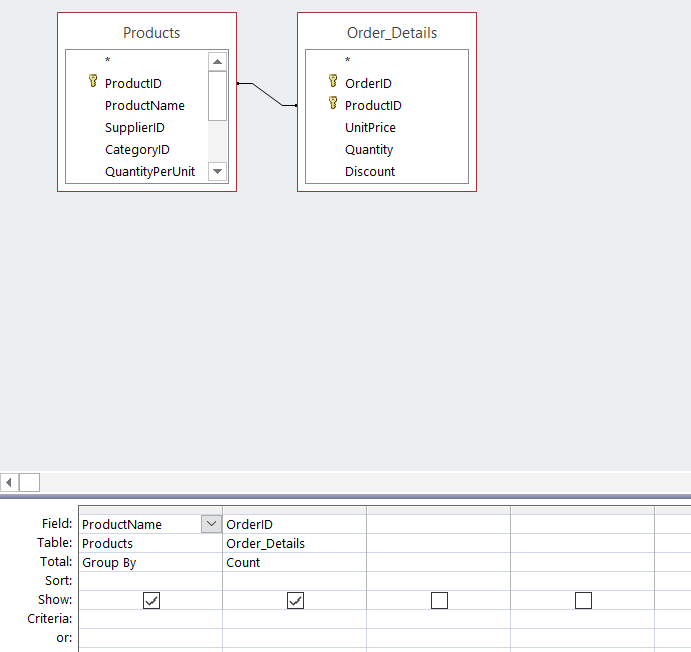 Products
*
ProductID
ProductName
SupplierID
CategoryID
QuantityPerUnit
Order_Details
*
OrderID
ProductID
UnitPrice
Quantity
Discount
Field: ProductName OrderID
Table: Products Order_Details
Total: Group By Count
Sort:
Show:
Criteria:
or: